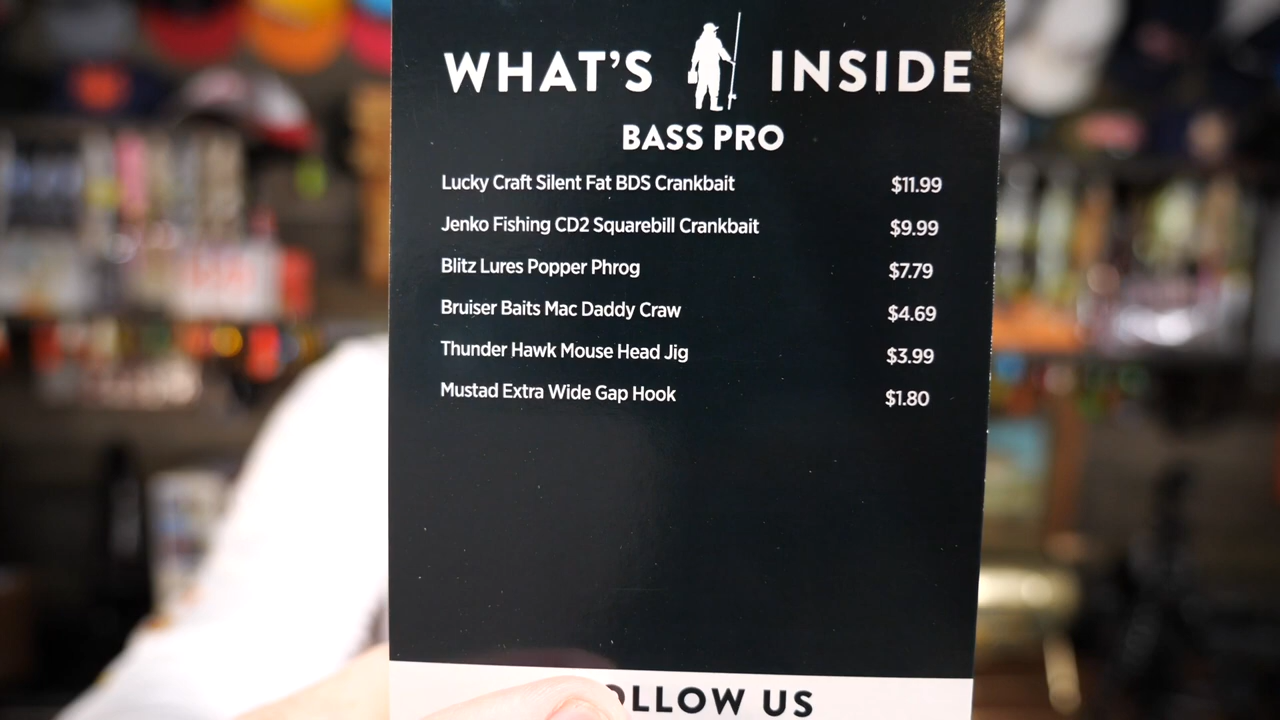 WHAT'S INSIDE
BASS PRO
Lucky Craft Silent Fat BDS Crankbait $11.99
Jenko Fishing CD2 Squarebill Crankbait $9.99
Blitz Lures Popper Phrog $7.79
Bruiser Baits Mac Daddy Craw $4.69
Thunder Hawk Mouse Head Jig $3.99
Mustad Extra Wide Gap Hook $1.80
OLLOW US